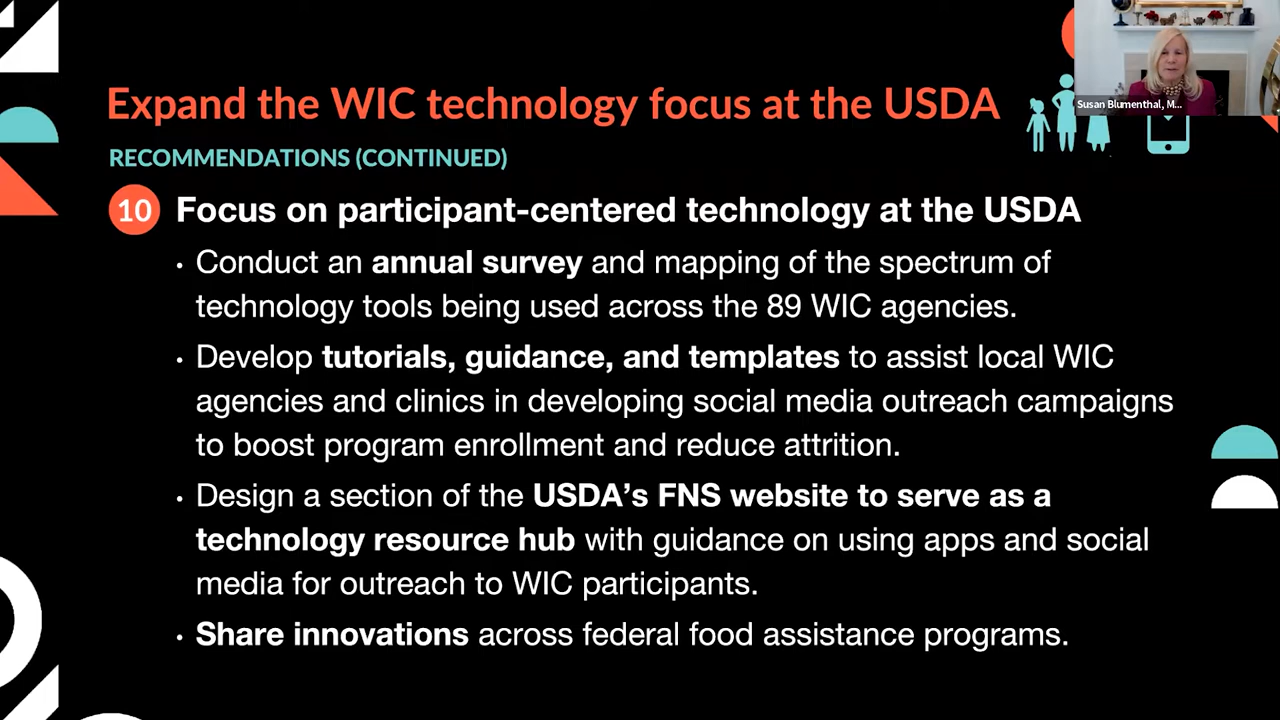 Susan Blumenthal, M...
Expand the WIC technology focus at the USDA
RECOMMENDATIONS (CONTINUED)
10 Focus on participant-centered technology at the USDA
• Conduct an annual survey and mapping of the spectrum of
technology tools being used across the 89 WIC agencies.
• Develop tutorials, guidance, and templates to assist local WIC
agencies and clinics in developing social media outreach campaigns
to boost program enrollment and reduce attrition.
• Design a section of the USDA’s FNS website to serve as a
technology resource hub with guidance on using apps and social
media for outreach to WIC participants.
• Share innovations across federal food assistance programs.